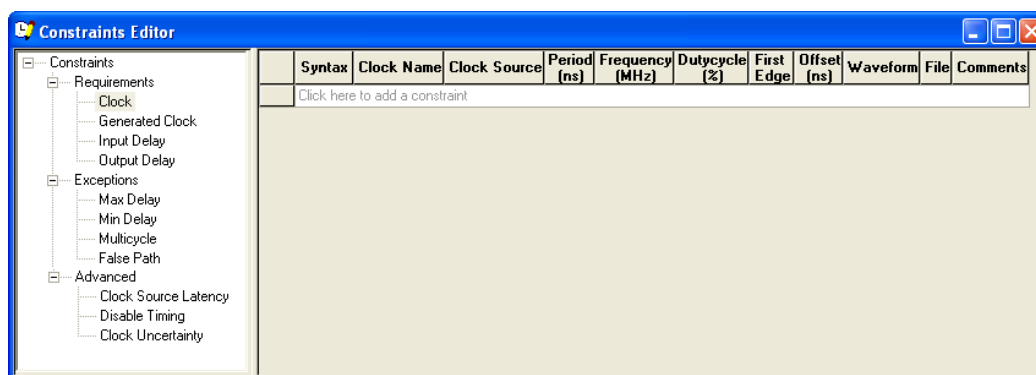 Constraints Editor
Constraints
Requirements
Clock
Generated Clock
Input Delay
Output Delay
Exceptions
Max Delay
Min Delay
Multicycle
False Path
Advanced
Clock Source Latency
Disable Timing
Clock Uncertainty
Syntax Clock Name Clock Source Period (ns) Frequency (MHz) Dutycycle (%) First Edge Offset (ns) Waveform File Comments
Click here to add a constraint